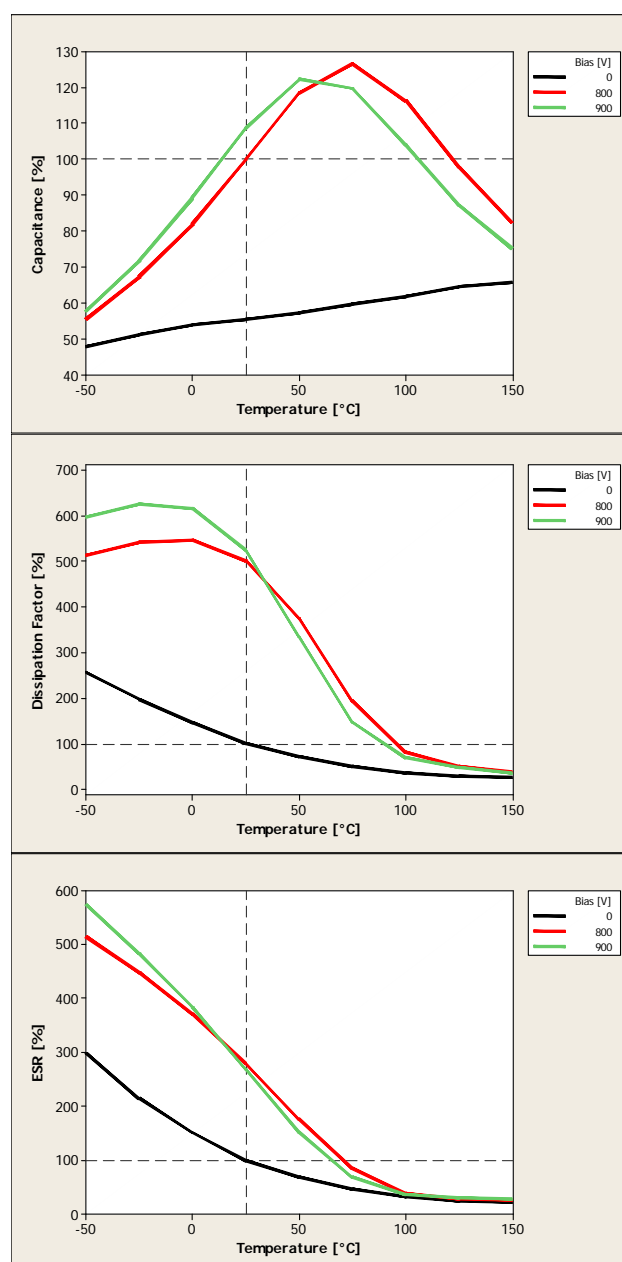 130
120
110
100
90
80
70
60
50
40
Capacitance [%]
-50 0 50 100 150
Temperature [°C]
Bias [V]
0
800
900
700
600
500
400
300
200
100
0
Dissipation Factor [%]
-50 0 50 100 150
Temperature [°C]
Bias [V]
0
800
900
600
500
400
300
200
100
0
ESR [%]
-50 0 50 100 150
Temperature [°C]
Bias [V]
0
800
900